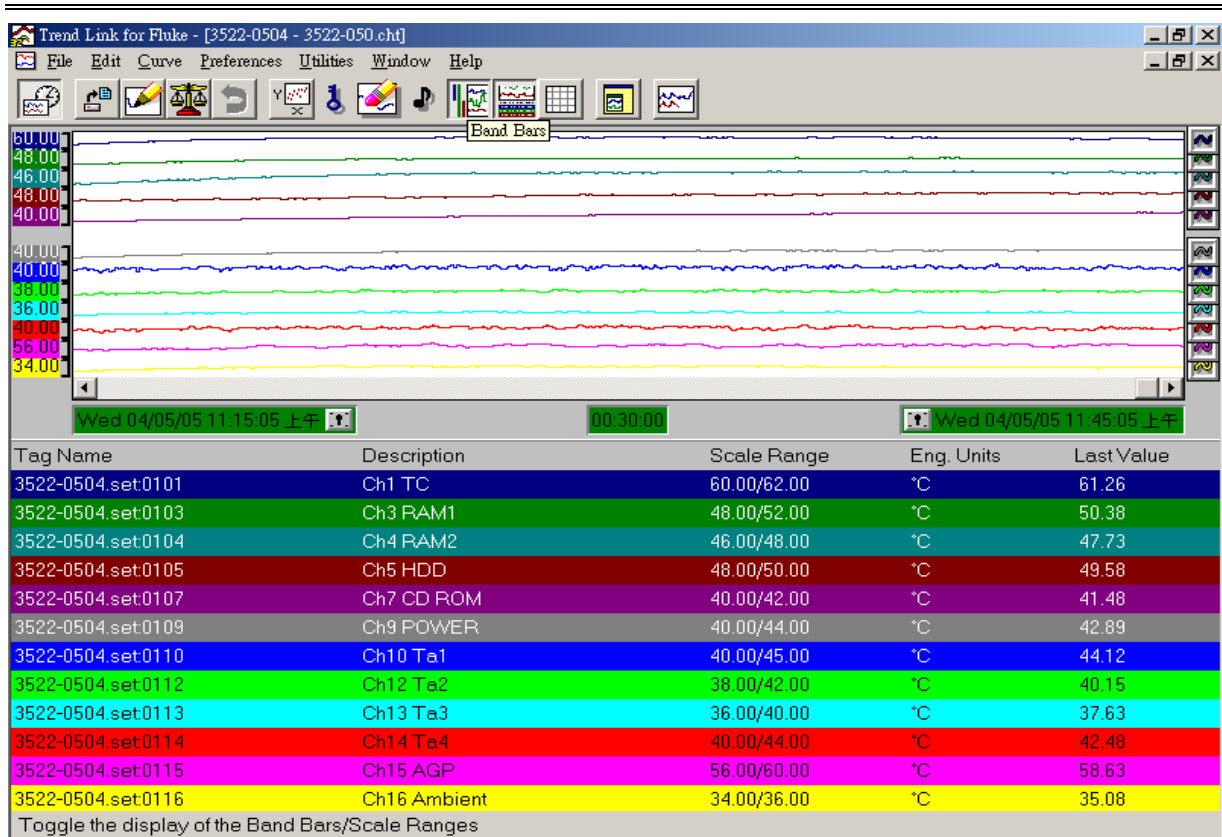 Trend Link for Fluke - [3522-0504 - 3522-050.cht]
File Edit Curve Preferences Utilities Window Help
Band Bars
60.00
48.00
46.00
48.00
40.00
40.00
40.00
38.00
36.00
40.00
56.00
34.00
Wed 04/05/05 11:15:05 上午 00:30:00 Wed 04/05/05 11:45:05 上午
Tag Name Description Scale Range Eng. Units Last Value
3522-0504.set:0101 Ch1 TC 60.00/62.00 °C 61.26
3522-0504.set:0103 Ch3 RAM1 48.00/52.00 °C 50.38
3522-0504.set:0104 Ch4 RAM2 46.00/48.00 °C 47.73
3522-0504.set:0105 Ch5 HDD 48.00/50.00 °C 49.58
3522-0504.set:0107 Ch7 CD ROM 40.00/42.00 °C 41.48
3522-0504.set:0109 Ch9 POWER 40.00/44.00 °C 42.89
3522-0504.set:0110 Ch10 Ta1 40.00/45.00 °C 44.12
3522-0504.set:0112 Ch12 Ta2 38.00/42.00 °C 40.15
3522-0504.set:0113 Ch13 Ta3 36.00/40.00 °C 37.63
3522-0504.set:0114 Ch14 Ta4 40.00/44.00 °C 42.48
3522-0504.set:0115 Ch15 AGP 56.00/60.00 °C 58.63
3522-0504.set:0116 Ch16 Ambient 34.00/36.00 °C 35.08
Toggle the display of the Band Bars/Scale Ranges